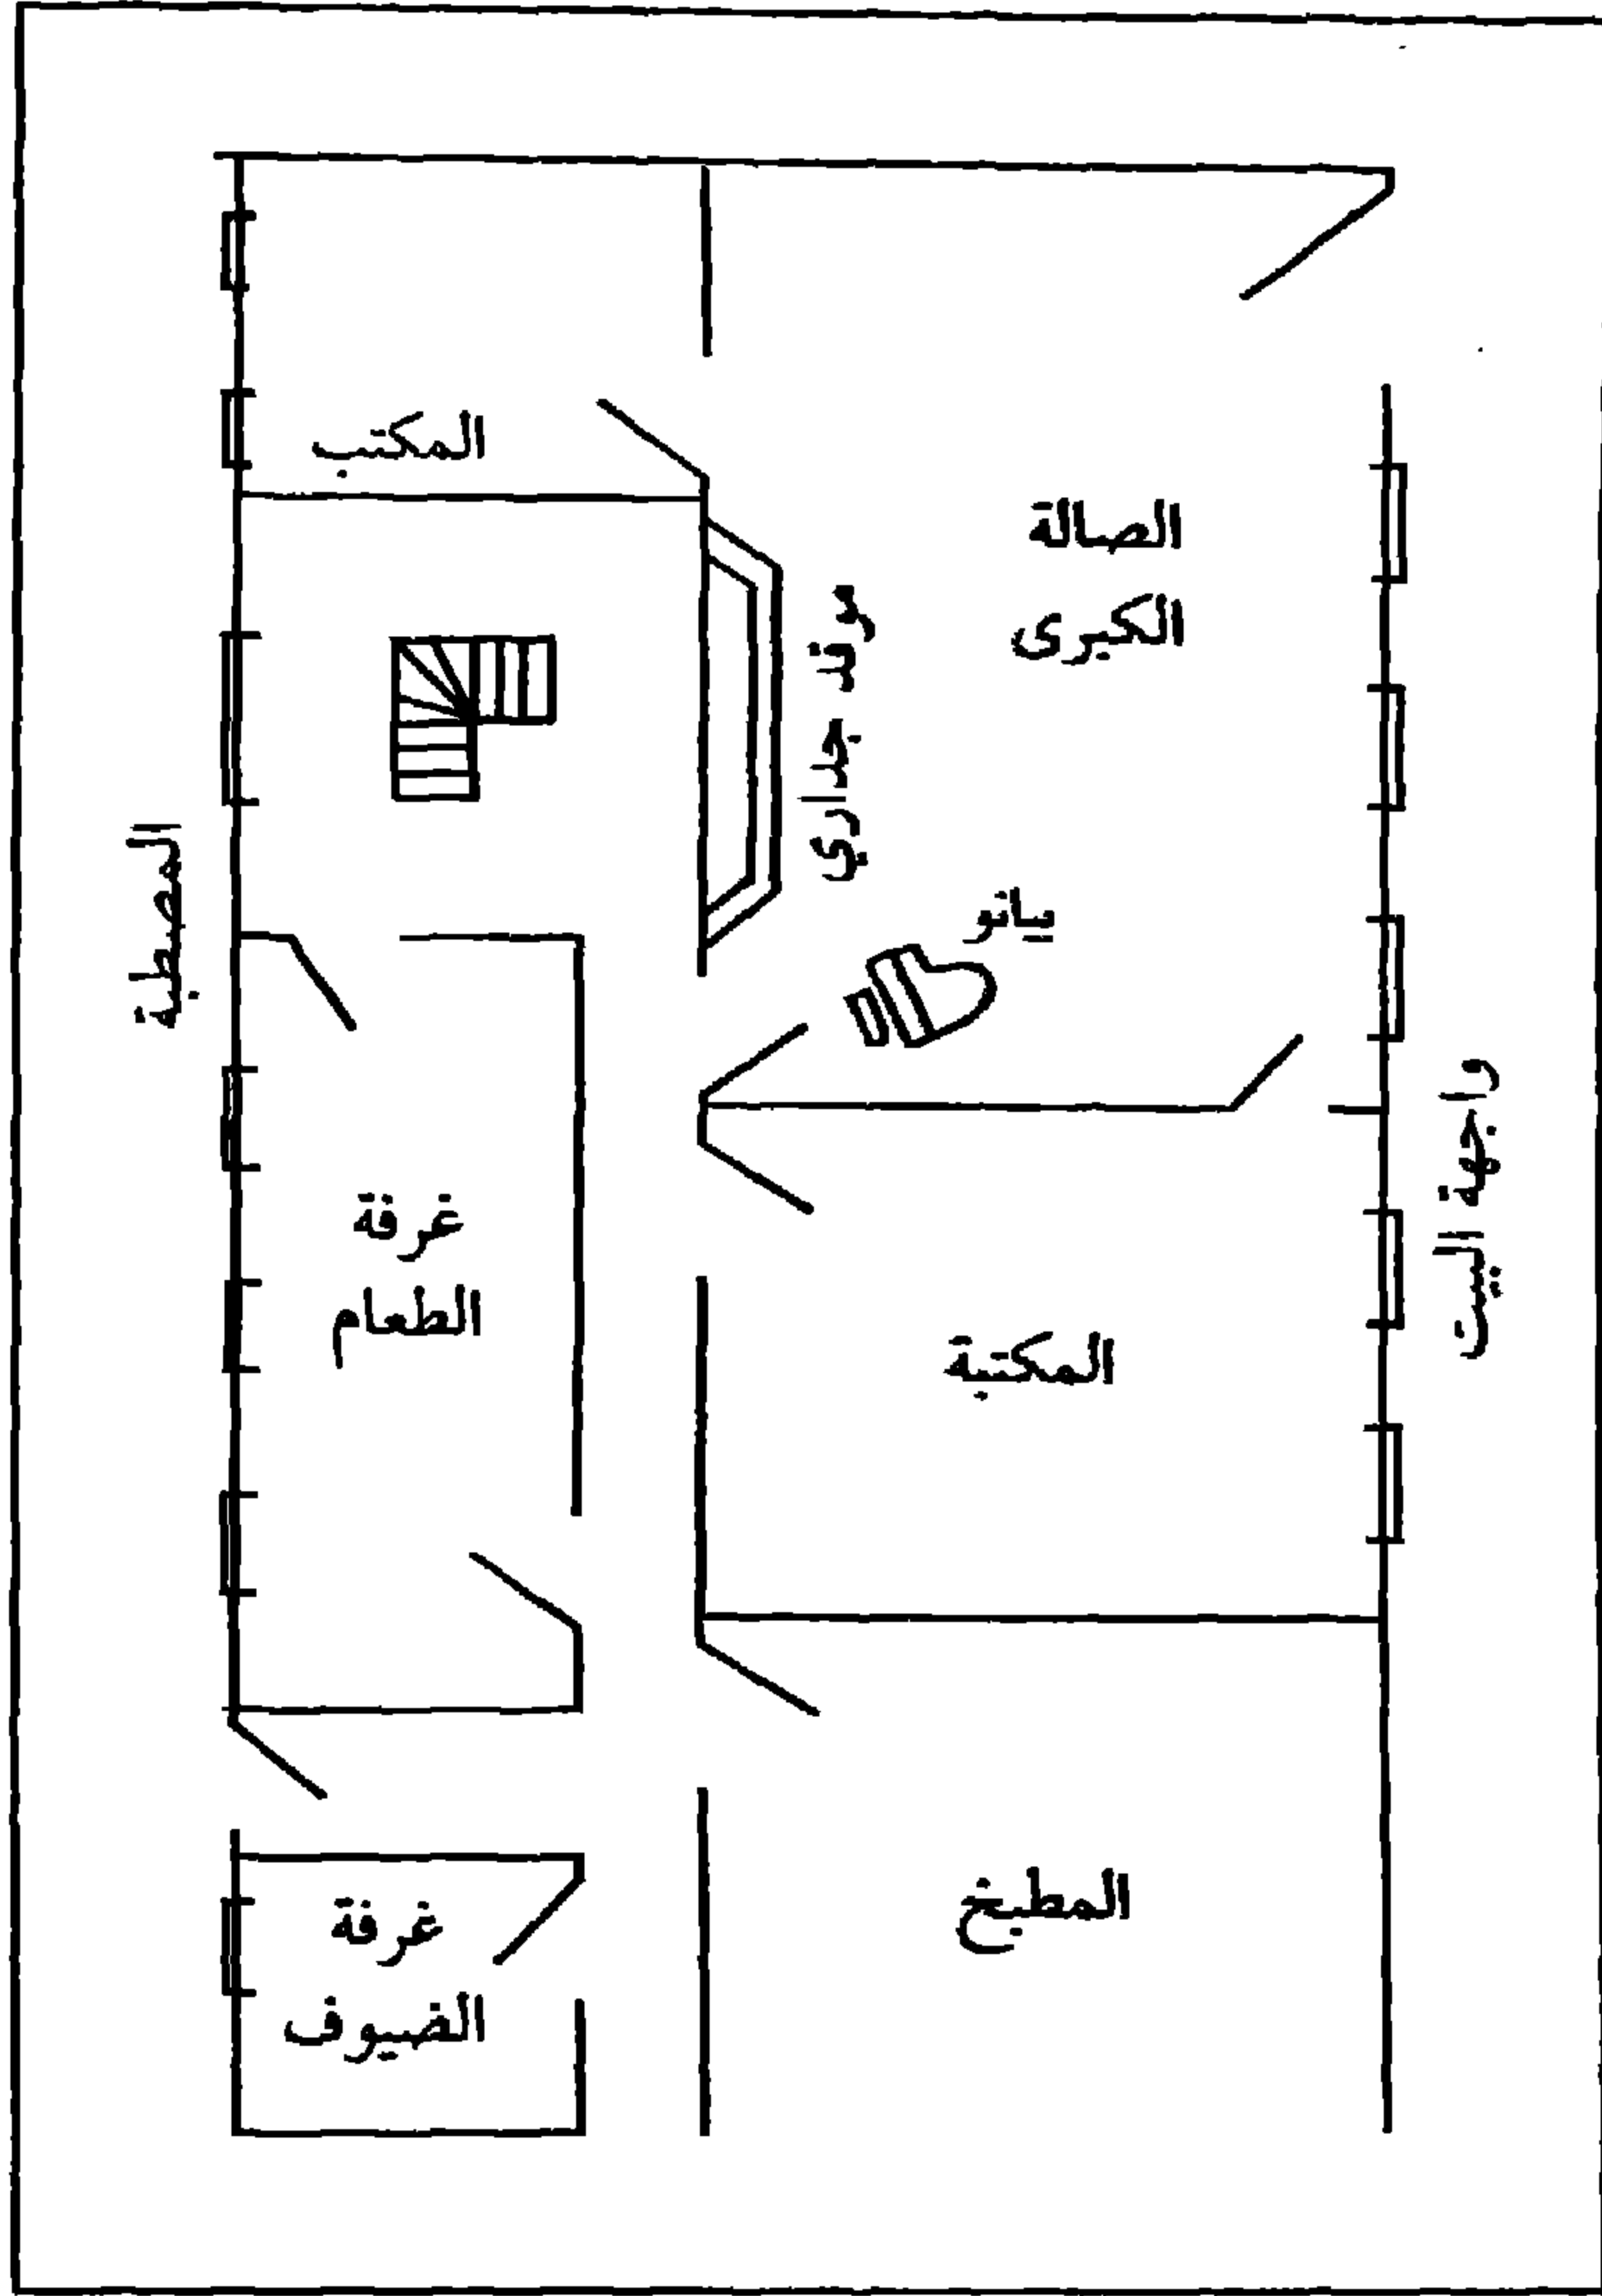 المكتب
الصالة
الكبرى
موقد جداري
بيانو
المصطبة
واجهة البيت
غرفة
الطعام
المكتبة
غرفة
الضيوف
المطبخ